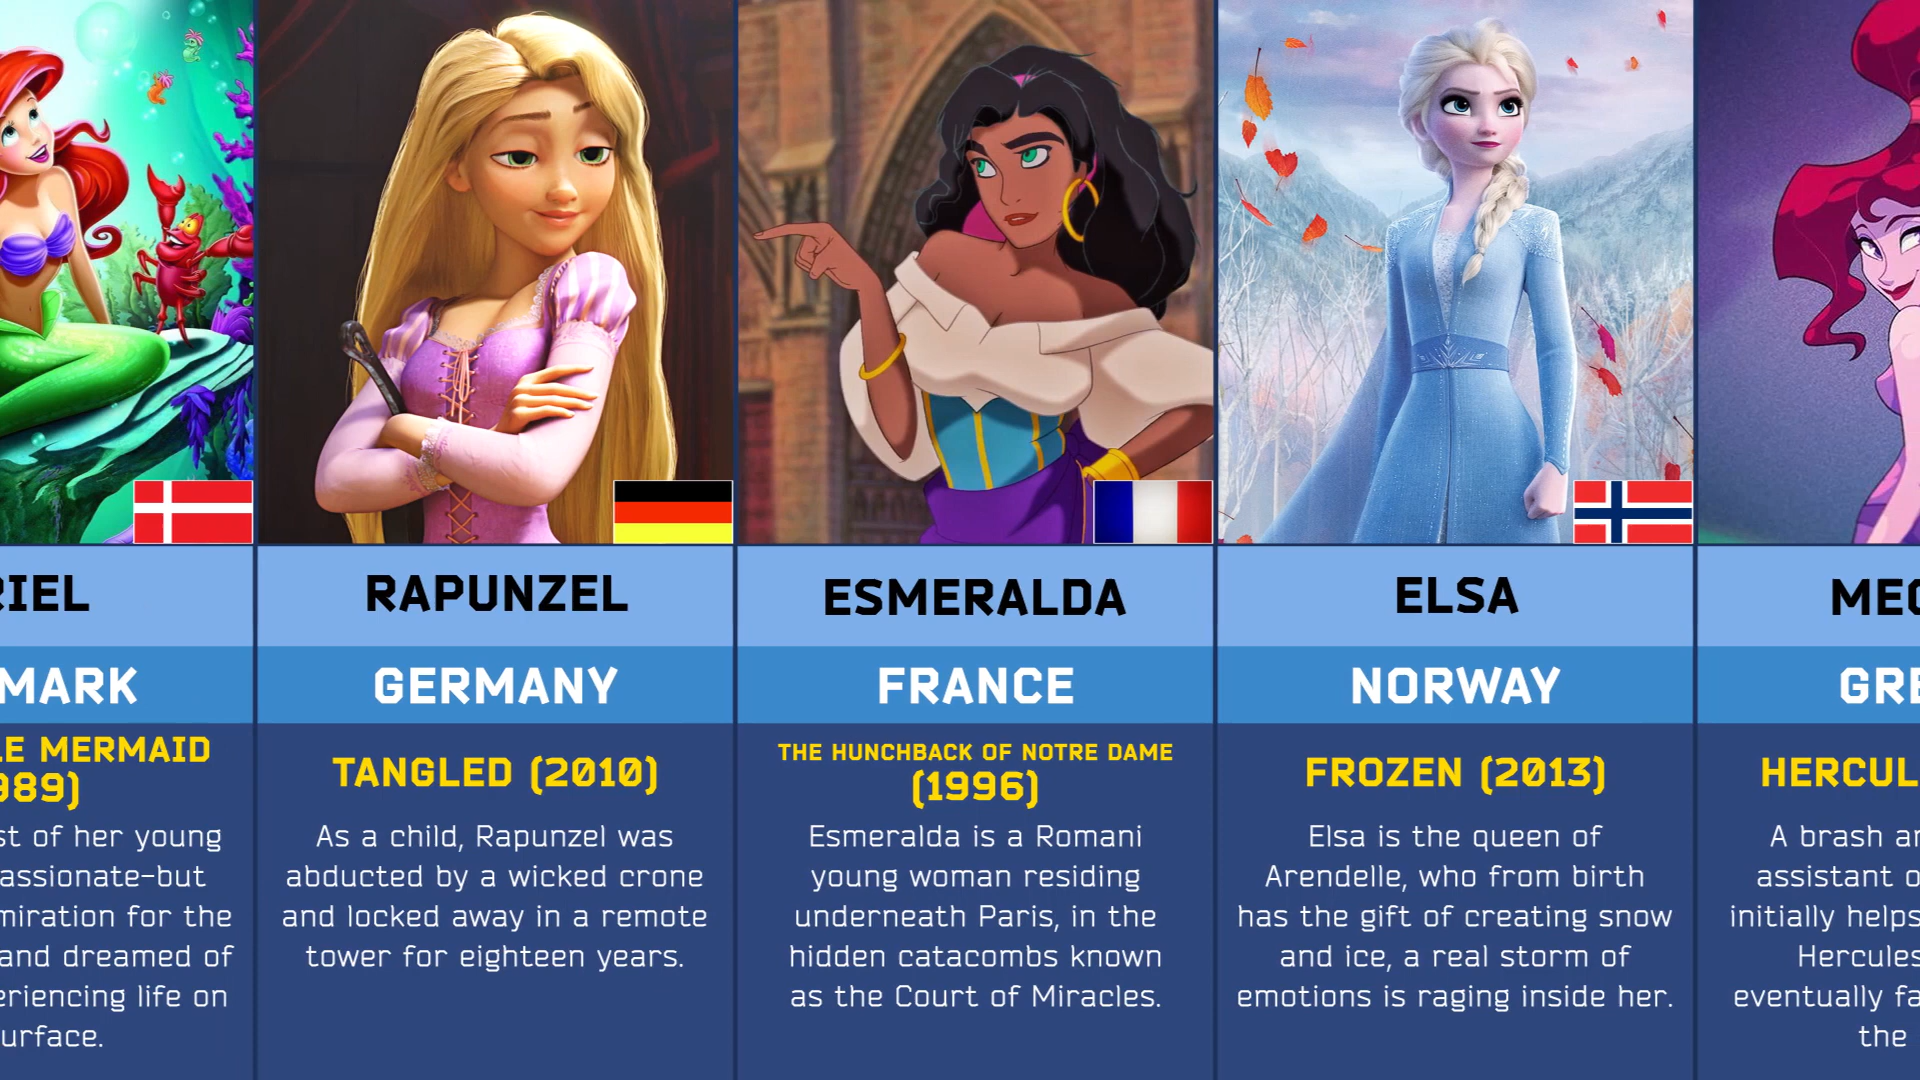 RIEL
MARK
LE MERMAID
989)
st of her young
assionate-but
miration for the
and dreamed of
eriencing life on
urface.
RAPUNZEL
GERMANY
TANGLED (2010)
As a child, Rapunzel was
abducted by a wicked crone
and locked away in a remote
tower for eighteen years.
ESMERALDA
FRANCE
THE HUNCHBACK OF NOTRE DAME
(1996)
Esmeralda is a Romani
young woman residing
underneath Paris, in the
hidden catacombs known
as the Court of Miracles.
ELSA
NORWAY
FROZEN (2013)
Elsa is the queen of
Arendelle, who from birth
has the gift of creating snow
and ice, a real storm of
emotions is raging inside her.
MEG
GRE
HERCUL
A brash an
assistant o
initially helps
Hercules
eventually fa
the